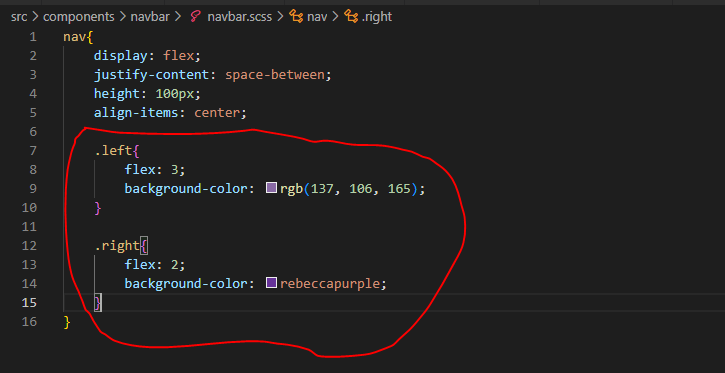 src > components > navbar > navbar.scss > nav > .right
1 nav{
2     display: flex;
3     justify-content: space-between;
4     height: 100px;
5     align-items: center;
6
7     .left{
8         flex: 3;
9         background-color: rgb(137, 106, 165);
10     }
11
12     .right{
13         flex: 2;
14         background-color: rebeccapurple;
15     }
16 }